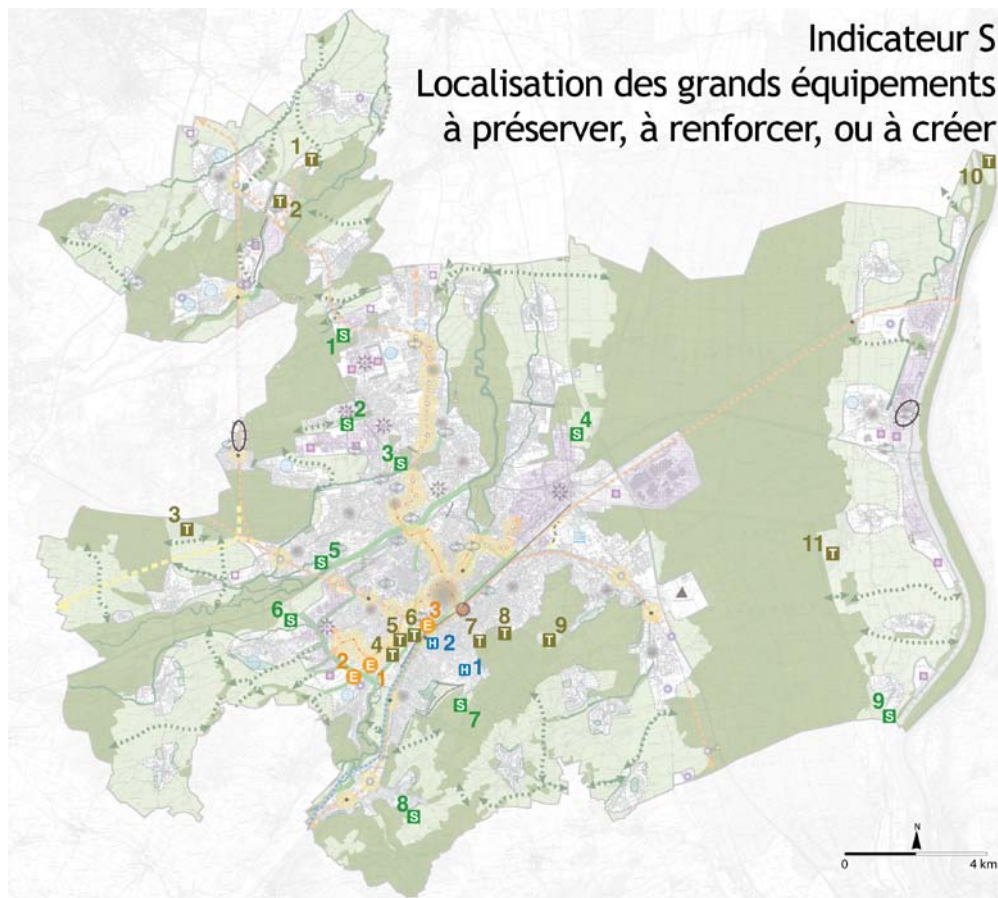 Indicateur S
Localisation des grands équipements
à préserver, à renforcer, ou à créer
1 T
T 2
10 T
1 S
2
S
3 S
4
S
3
T
5
S
11 T
6
S
3
E
5 T
6 T
4 T
7 T
8
T
T 9
H 2
H 1
2 E
E 1
S
7
9
S
8 S
N
0 4 km